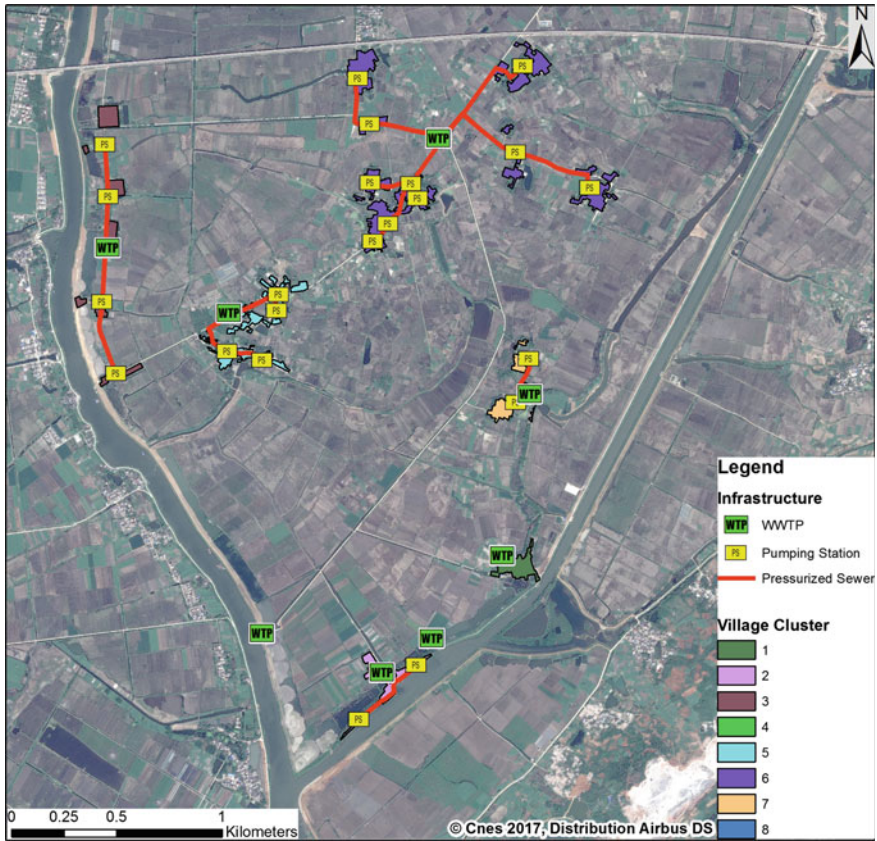 N
PS
PS
PS
WTP
PS
PS
PS
PS
PS
PS
PS
PS
PS
WTP
PS
PS
WTP
PS
PS
PS
PS
PS
PS
WTP
PS
WTP
WTP
WTP
WTP
PS
PS
Legend
Infrastructure
WTP WWTP
PS Pumping Station
Pressurized Sewer
Village Cluster
1
2
3
4
5
6
7
8
0 0.25 0.5 1
Kilometers
© Cnes 2017, Distribution Airbus DS
WTP